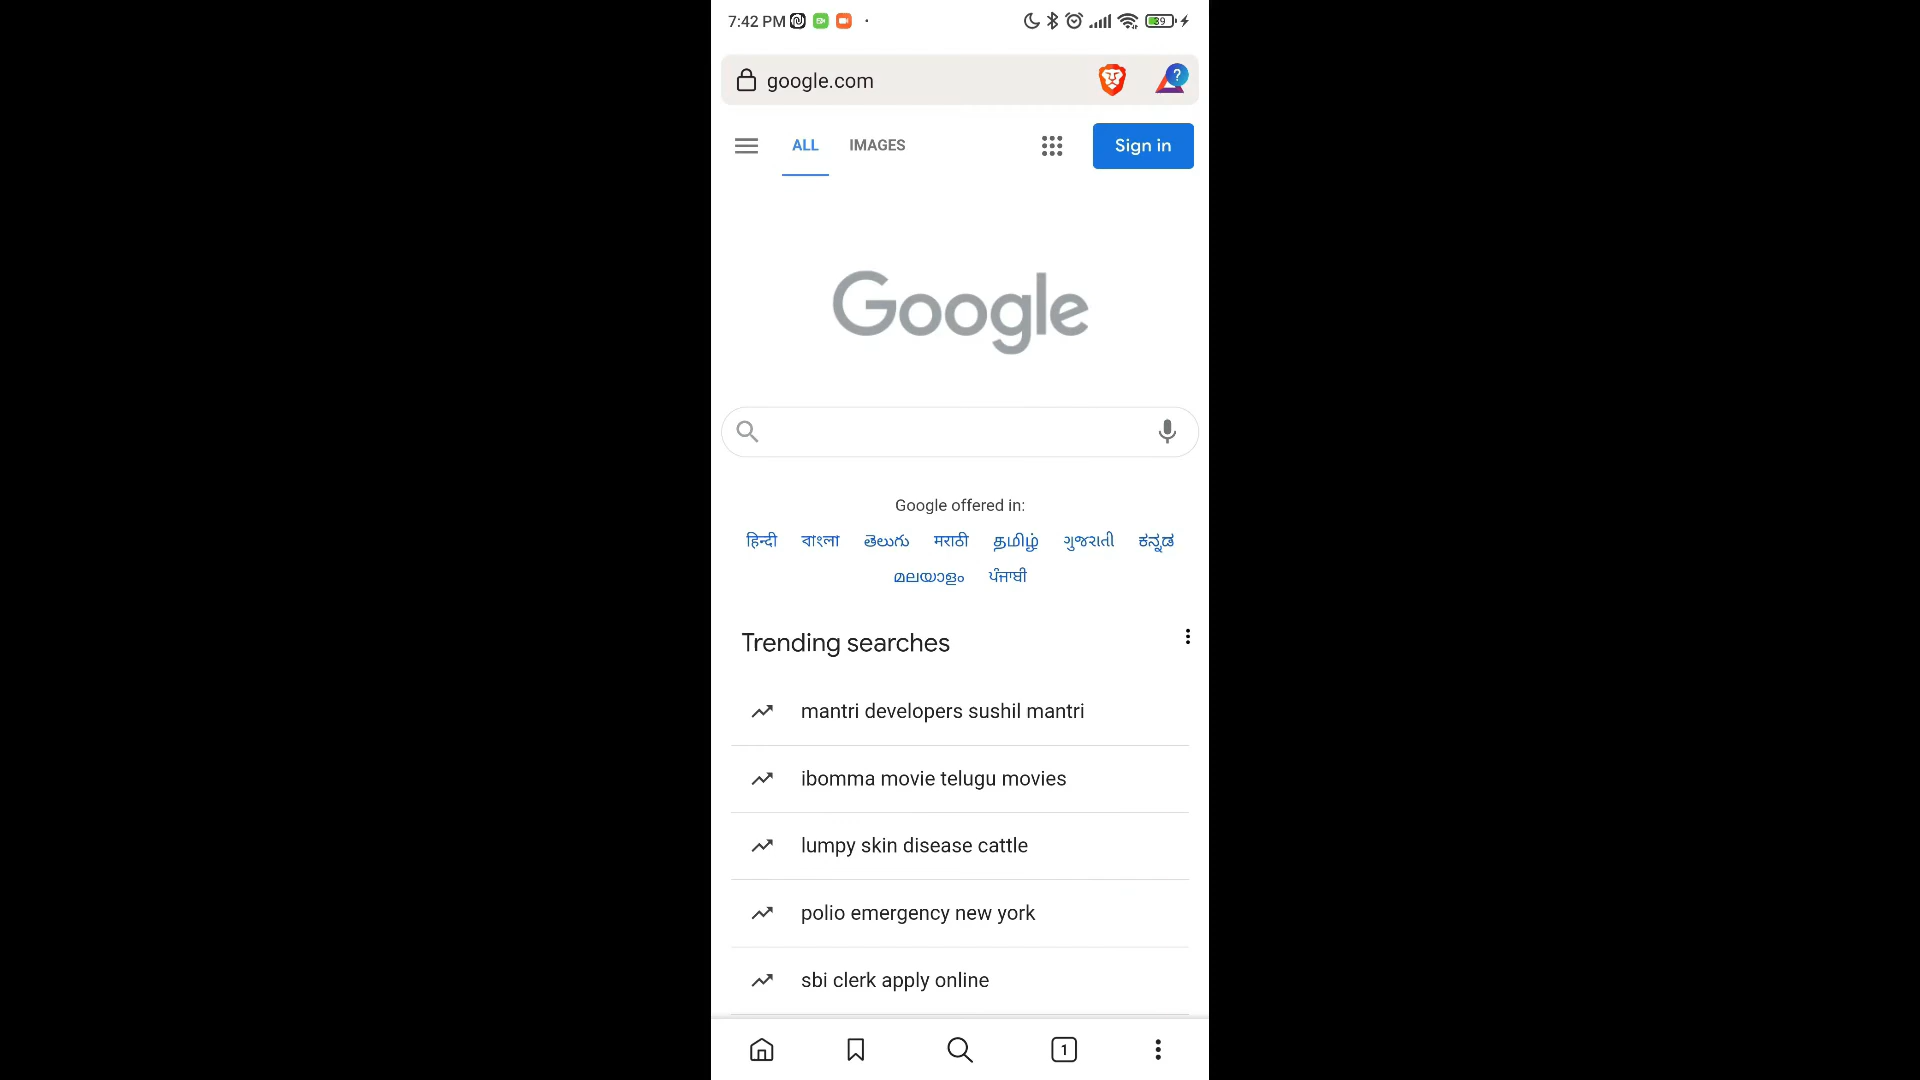 7:42 PM
39
google.com
?
ALL IMAGES
Sign in
Google
Google offered in:
हिन्दी বাংলা తెలుగు मराठी தமிழ் ગુજરાતી ಕನ್ನಡ
മലയാളം ਪੰਜਾਬੀ
Trending searches
mantri developers sushil mantri
ibomma movie telugu movies
lumpy skin disease cattle
polio emergency new york
sbi clerk apply online
1